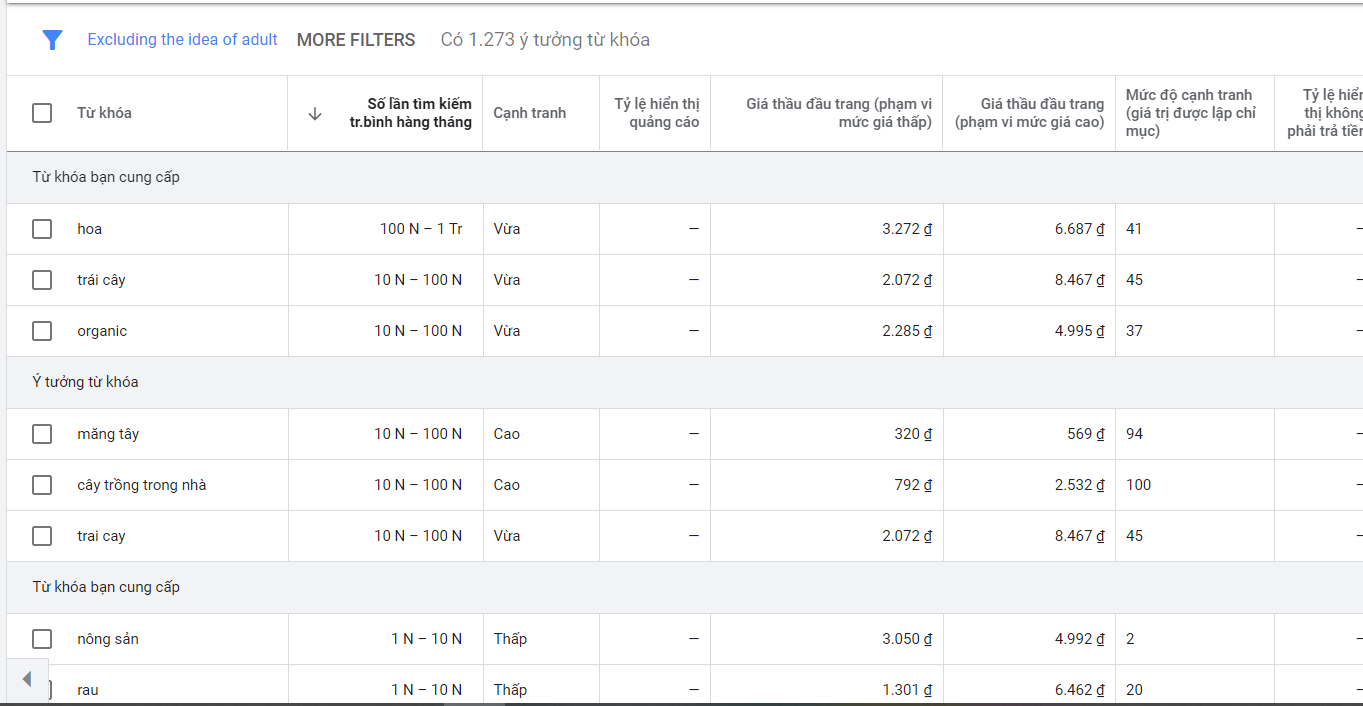 Excluding the idea of adult MORE FILTERS Có 1.273 ý tưởng từ khóa
Từ khóa
Số lần tìm kiếm
tr.bình hàng tháng
Cạnh tranh
Tỷ lệ hiển thị
quảng cáo
Giá thầu đầu trang (phạm vi
mức giá thấp)
Giá thầu đầu trang
(phạm vi mức giá cao)
Mức độ cạnh tranh
(giá trị được lập chỉ
mục)
Tỷ lệ hiển
thị không
phải trả tiền
Từ khóa bạn cung cấp
hoa 100 N – 1 Tr Vừa – 3.272 ₫ 6.687 ₫ 41 –
trái cây 10 N – 100 N Vừa – 2.072 ₫ 8.467 ₫ 45 –
organic 10 N – 100 N Vừa – 2.285 ₫ 4.995 ₫ 37 –
Ý tưởng từ khóa
măng tây 10 N – 100 N Cao – 320 ₫ 569 ₫ 94 –
cây trồng trong nhà 10 N – 100 N Cao – 792 ₫ 2.532 ₫ 100 –
trai cay 10 N – 100 N Vừa – 2.072 ₫ 8.467 ₫ 45 –
Từ khóa bạn cung cấp
nông sản 1 N – 10 N Thấp – 3.050 ₫ 4.992 ₫ 2 –
rau 1 N – 10 N Thấp – 1.301 ₫ 6.462 ₫ 20 –